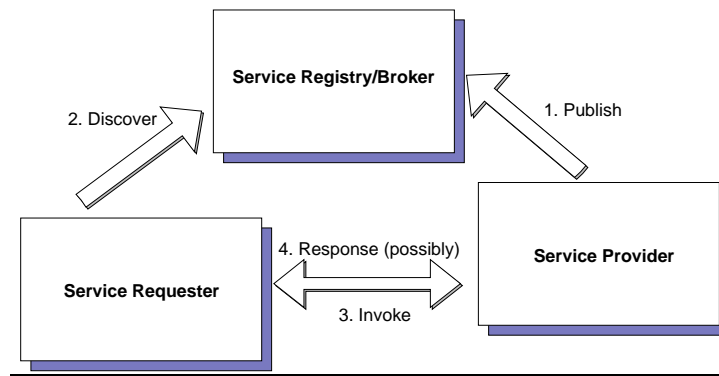 Service Registry/Broker
1. Publish
2. Discover
4. Response (possibly)
Service Provider
Service Requester
3. Invoke